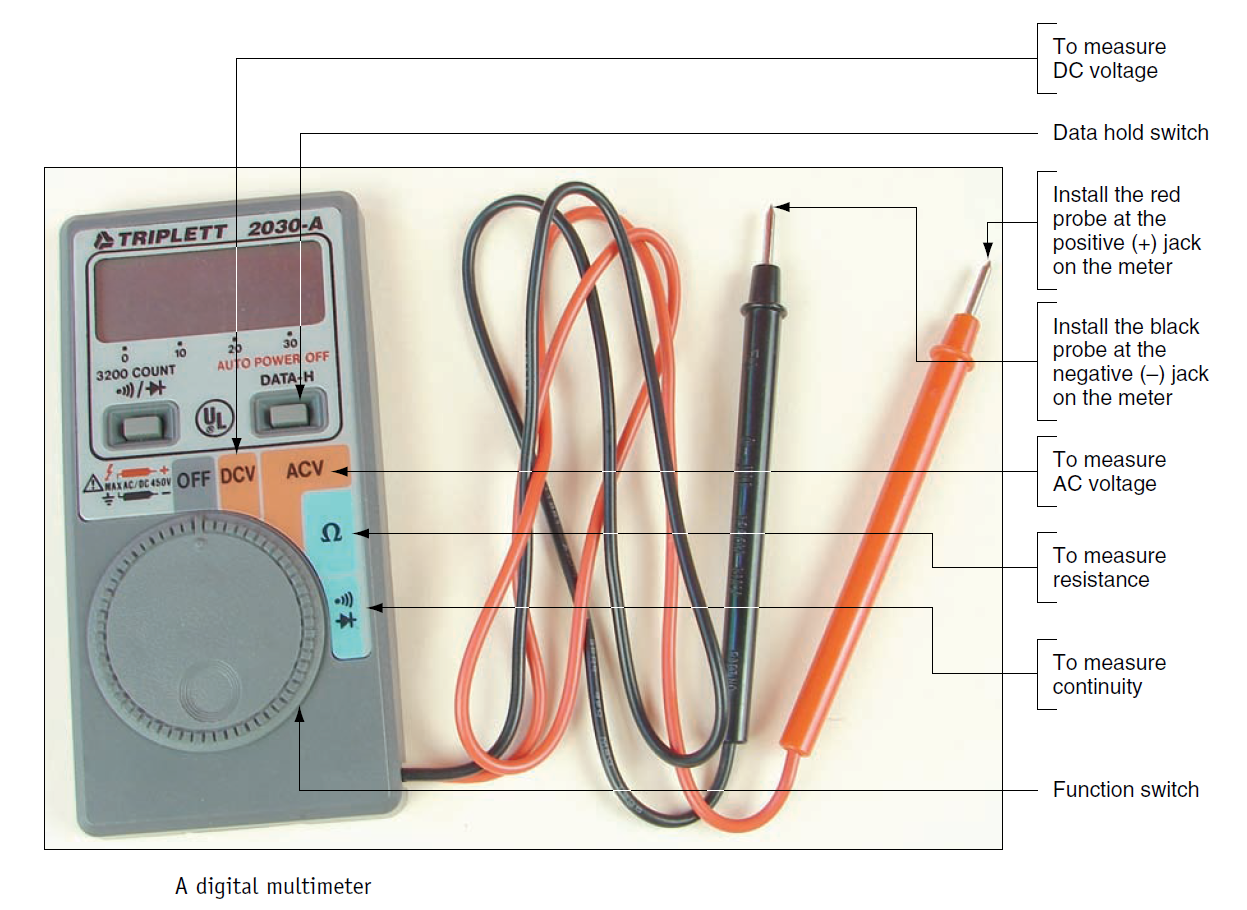 To measure
DC voltage
Data hold switch
Install the red
probe at the
positive (+) jack
on the meter
Install the black
probe at the
negative (–) jack
on the meter
To measure
AC voltage
To measure
resistance
To measure
continuity
Function switch
TRIPLETT 2030-A
0 10 20 30
3200 COUNT
AUTO POWER OFF
DATA-H
UL
OFF DCV ACV
+
MAX AC/DC 450V
–
Ω
A digital multimeter